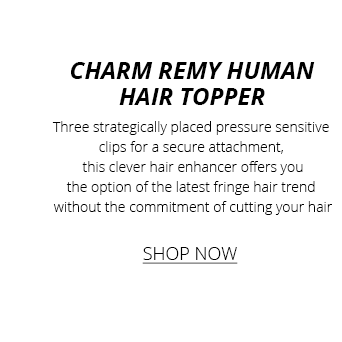 CHARM REMY HUMAN
HAIR TOPPER
Three strategically placed pressure sensitive
clips for a secure attachment,
this clever hair enhancer offers you
the option of the latest fringe hair trend
without the commitment of cutting your hair
SHOP NOW